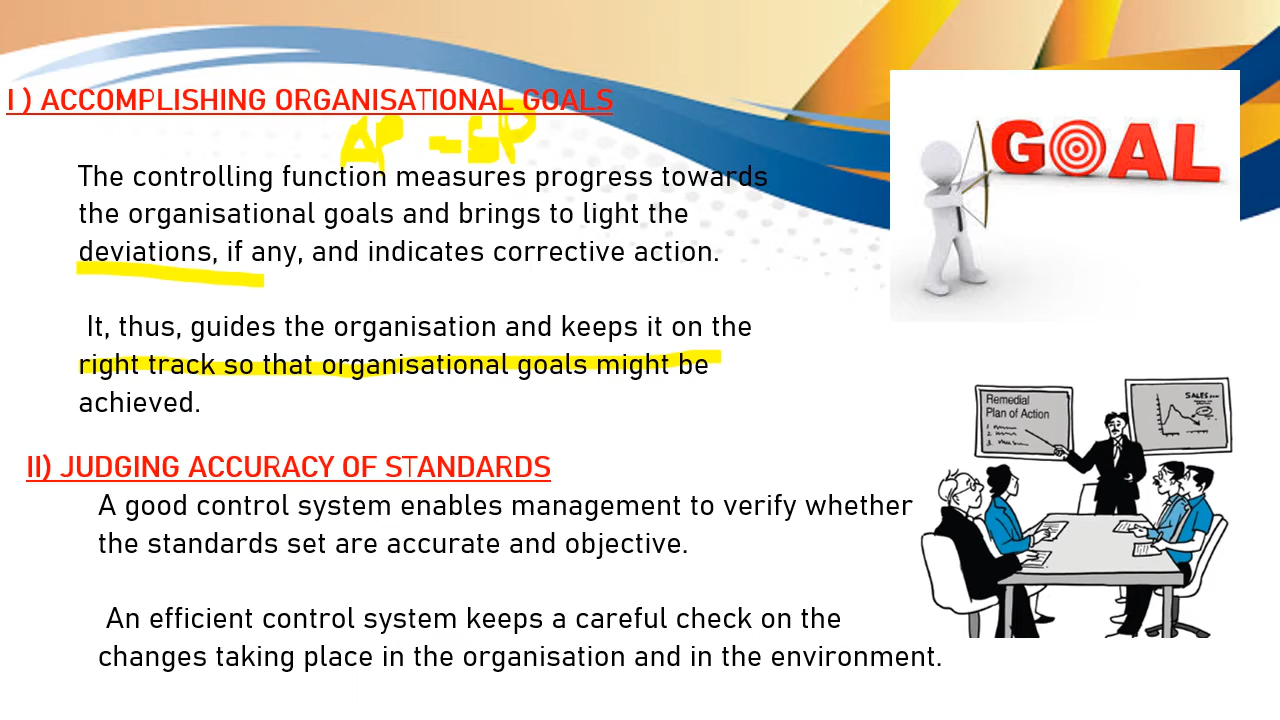 I ) ACCOMPLISHING ORGANISATIONAL GOALS
AP - SP
The controlling function measures progress towards
the organisational goals and brings to light the
deviations, if any, and indicates corrective action.
It, thus, guides the organisation and keeps it on the
right track so that organisational goals might be
achieved.
II) JUDGING ACCURACY OF STANDARDS
A good control system enables management to verify whether
the standards set are accurate and objective.
An efficient control system keeps a careful check on the
changes taking place in the organisation and in the environment.
GOAL
Remedial
Plan of Action
1.
2.
3.
SALES